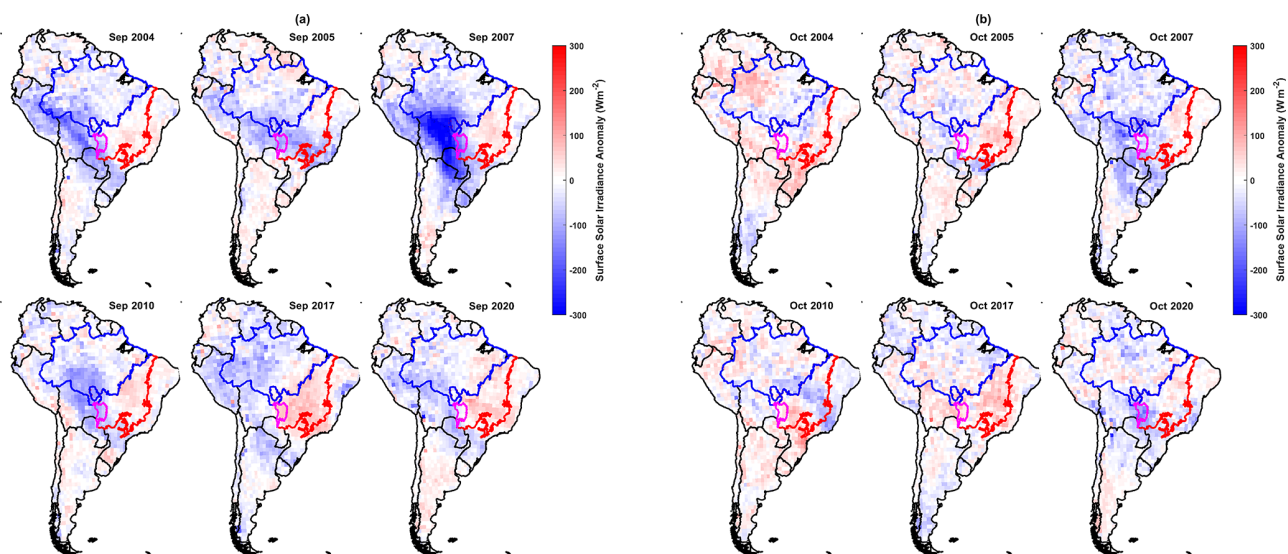 (a)
Sep 2004
Sep 2005
Sep 2007
300
200
100
0
-100
-200
-300
Surface Solar Irradiance Anomaly (Wm-2)
Sep 2010
Sep 2017
Sep 2020
(b)
Oct 2004
Oct 2005
Oct 2007
300
200
100
0
-100
-200
-300
Surface Solar Irradiance Anomaly (Wm-2)
Oct 2010
Oct 2017
Oct 2020